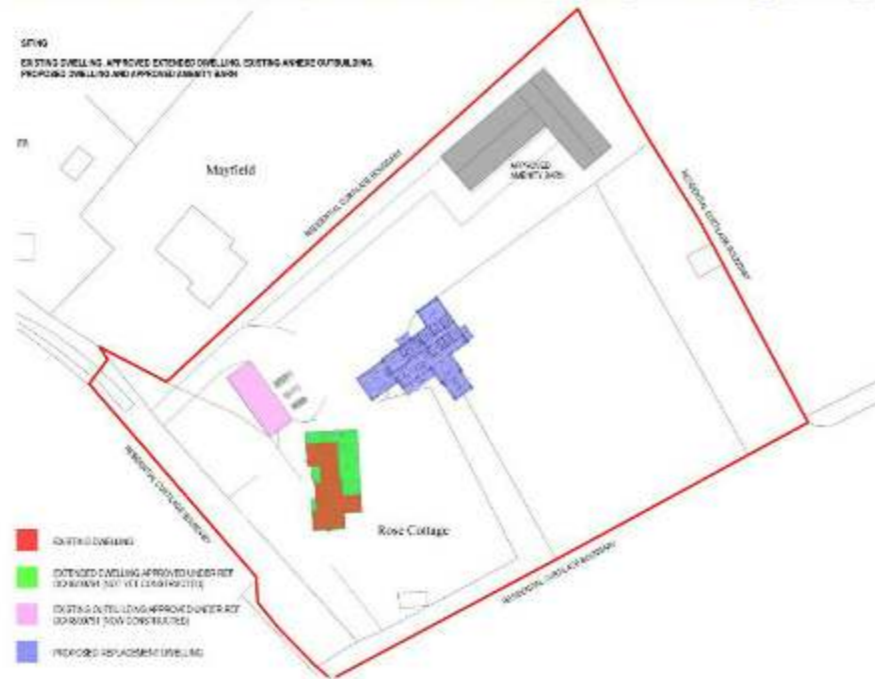 SITING
EXISTING DWELLING, APPROVED EXTENDED DWELLING, EXISTING ANNEXE OUTBUILDING,
PROPOSED DWELLING AND APPROVED AMENITY BARN
Mayfield
RESIDENTIAL CURTILAGE BOUNDARY
APPROVED
AMENITY BARN
RESIDENTIAL CURTILAGE BOUNDARY
RESIDENTIAL CURTILAGE BOUNDARY
Rose Cottage
RESIDENTIAL CURTILAGE BOUNDARY
EXISTING DWELLING
EXTENDED DWELLING APPROVED UNDER REF
(NOT YET CONSTRUCTED)
EXISTING OUTBUILDING APPROVED UNDER REF
(NOW CONSTRUCTED)
PROPOSED REPLACEMENT DWELLING